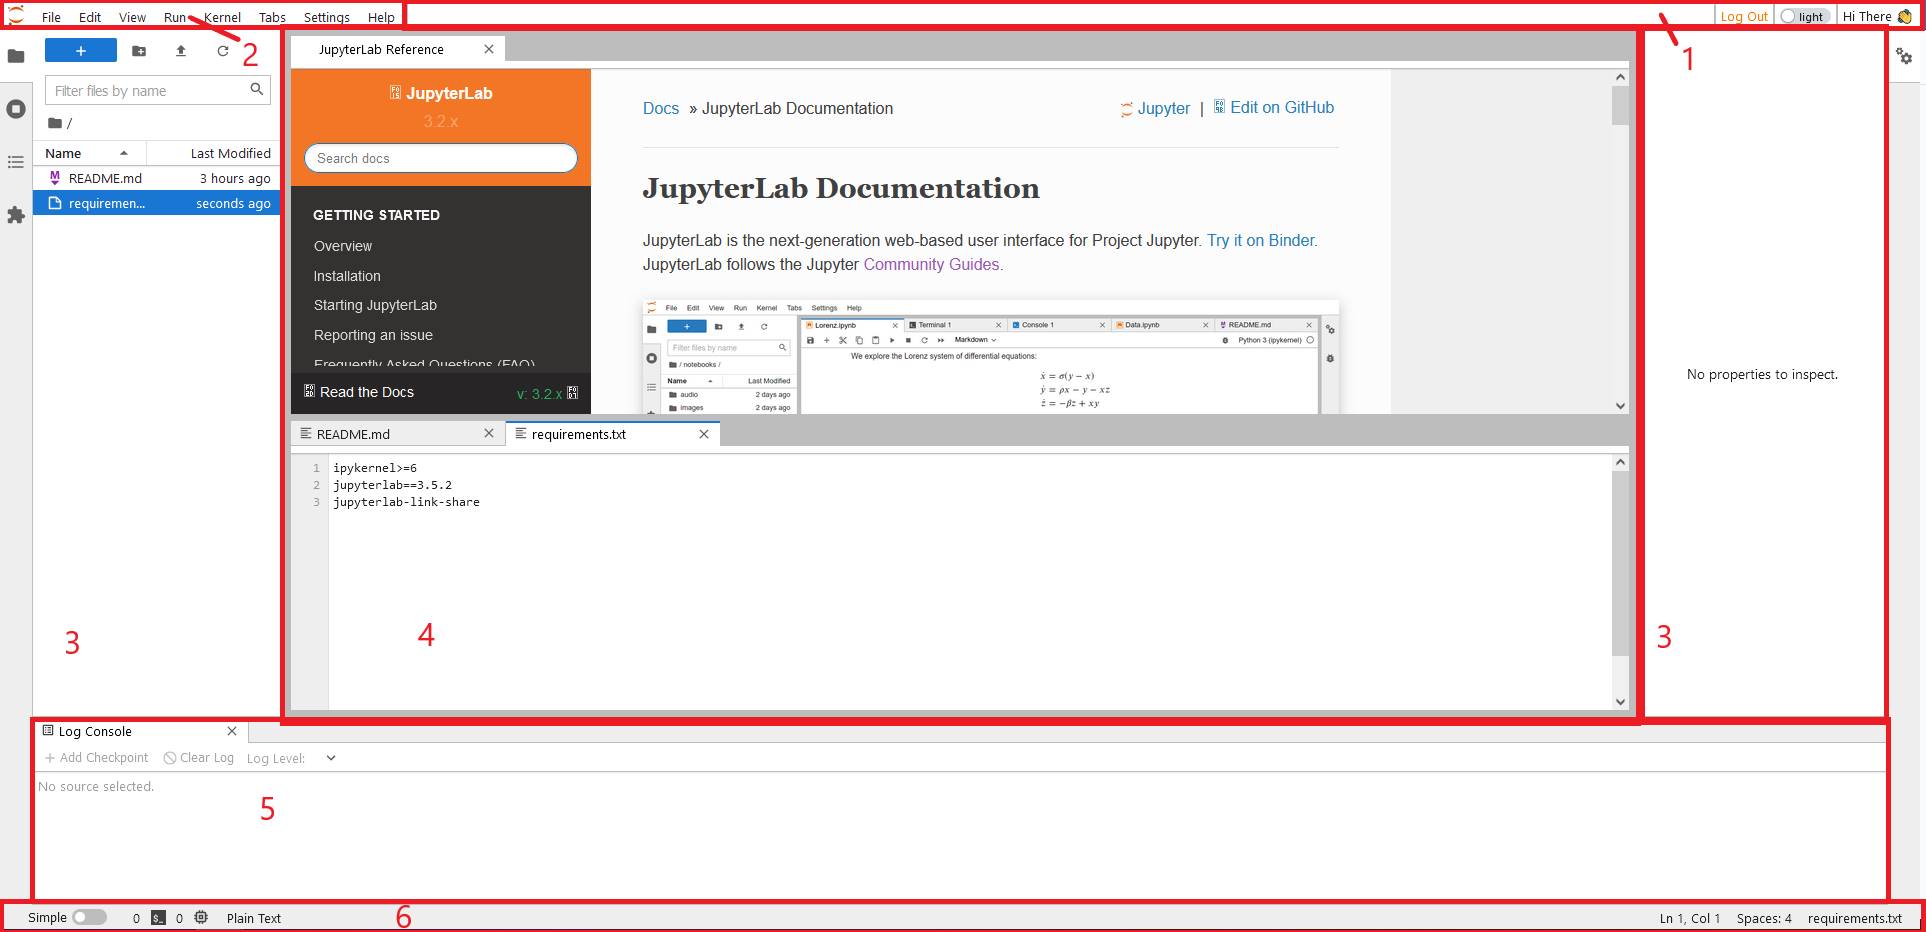 File Edit View Run Kernel Tabs Settings Help
Log Out light Hi There
1
2
JupyterLab Reference
Filter files by name
/
Name Last Modified
README.md 3 hours ago
requiremen... seconds ago
3
JupyterLab
3.2.x
Search docs
GETTING STARTED
Overview
Installation
Starting JupyterLab
Reporting an issue
Frequently Asked Questions (FAQ)
Read the Docs v: 3.2.x
Docs » JupyterLab Documentation
Jupyter | Edit on GitHub
JupyterLab Documentation
JupyterLab is the next-generation web-based user interface for Project Jupyter. Try it on Binder.
JupyterLab follows the Jupyter Community Guides.
File Edit View Run Kernel Tabs Settings Help
Filter files by name
/ notebooks /
Name Last Modified
audio 2 days ago
images 2 days ago
Lorenz.ipynb Terminal 1 Console 1 Data.ipynb README.md
Markdown Python 3 (ipykernel)
We explore the Lorenz system of differential equations:
ẋ = σ(y − x)
ẏ = ρx − y − xz
ż = −βz + xy
No properties to inspect.
3
README.md requirements.txt
1 ipykernel>=6
2 jupyterlab==3.5.2
3 jupyterlab-link-share
4
Log Console
Add Checkpoint Clear Log Log Level:
No source selected.
5
Simple 0 $_ 0 Plain Text 6 Ln 1, Col 1 Spaces: 4 requirements.txt